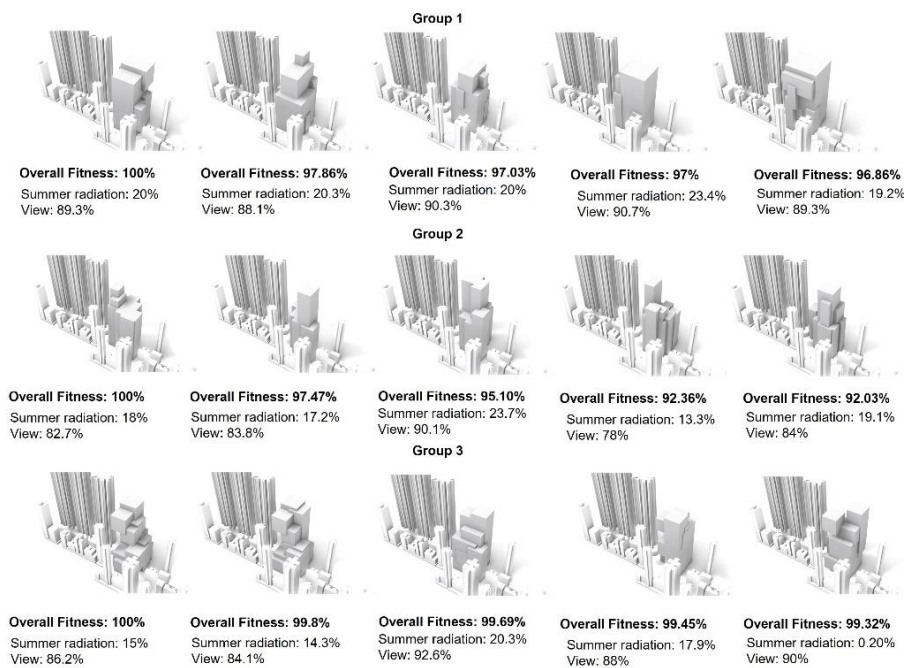 Group 1
Overall Fitness: 100%
Summer radiation: 20%
View: 89.3%
Overall Fitness: 97.86%
Summer radiation: 20.3%
View: 88.1%
Overall Fitness: 97.03%
Summer radiation: 20%
View: 90.3%
Overall Fitness: 97%
Summer radiation: 23.4%
View: 90.7%
Overall Fitness: 96.86%
Summer radiation: 19.2%
View: 89.3%
Group 2
Overall Fitness: 100%
Summer radiation: 18%
View: 82.7%
Overall Fitness: 97.47%
Summer radiation: 17.2%
View: 83.8%
Overall Fitness: 95.10%
Summer radiation: 23.7%
View: 90.1%
Overall Fitness: 92.36%
Summer radiation: 13.3%
View: 78%
Overall Fitness: 92.03%
Summer radiation: 19.1%
View: 84%
Group 3
Overall Fitness: 100%
Summer radiation: 15%
View: 86.2%
Overall Fitness: 99.8%
Summer radiation: 14.3%
View: 84.1%
Overall Fitness: 99.69%
Summer radiation: 20.3%
View: 92.6%
Overall Fitness: 99.45%
Summer radiation: 17.9%
View: 88%
Overall Fitness: 99.32%
Summer radiation: 0.20%
View: 90%